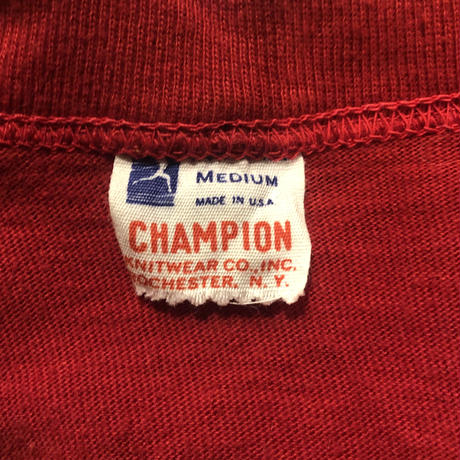 MEDIUM
MADE IN U.S.A.
CHAMPION
KNITWEAR CO., INC.
ROCHESTER, N. Y.